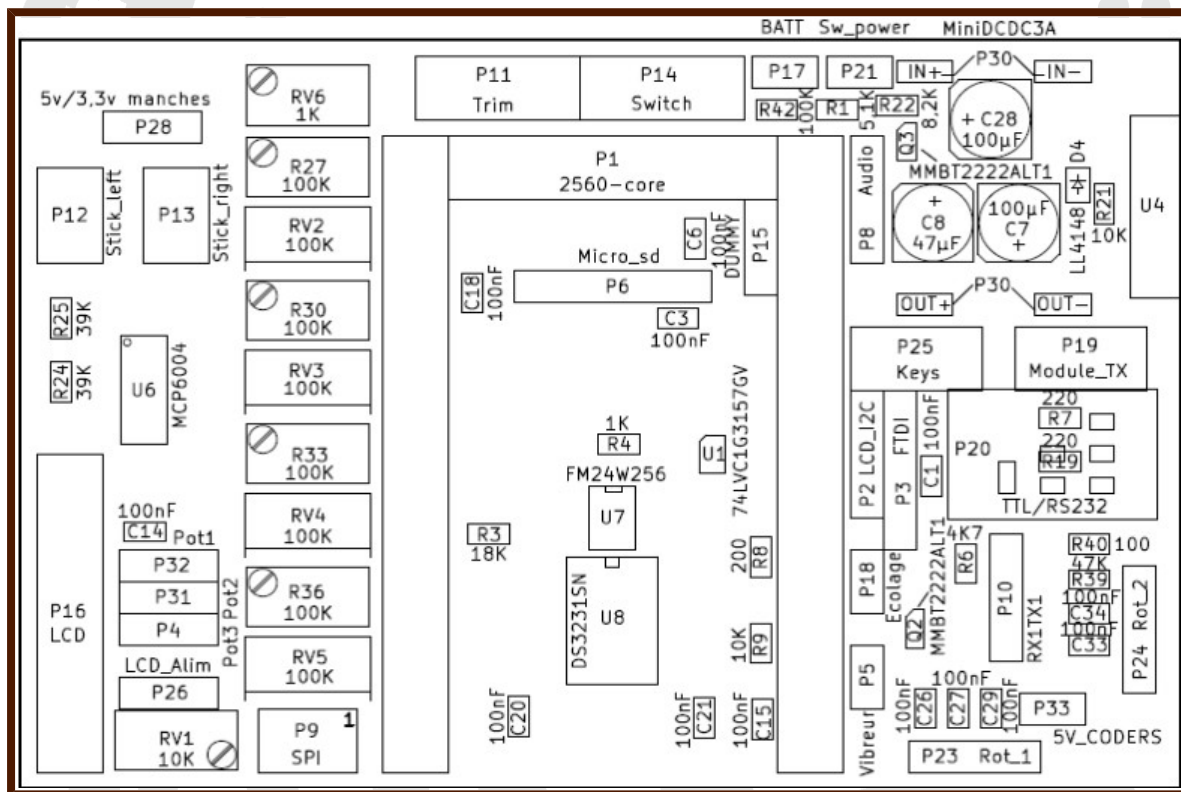 BATT Sw_power MiniDCDC3A
P11
Trim
P14
Switch
P17
P21
IN+
P30
IN-
5v/3,3v manches
P28
RV6
1K
R42
100K
R1
5,1K
R22
8,2K
+ C28
100µF
Q3
MMBT2222ALT1
D4
LL4148
R21
10K
U4
P12
Stick_left
P13
Stick_right
R27
100K
RV2
100K
P1
2560-core
P8 Audio
+
C8
47µF
100µF
C7
+
C6
100nF
DUMMY
P15
Micro_sd
P6
C18
100nF
C3
100nF
OUT+
P30
OUT-
R25
39K
R24
39K
U6
MCP6004
R30
100K
RV3
100K
P25
Keys
P19
Module_TX
R33
100K
RV4
100K
1K
R4
U1
74LVC1G3157GV
FM24W256
U7
P2 LCD_I2C
P3 FTDI
C1
100nF
P20
220
R7
220
R19
TTL/RS232
P16
LCD
100nF
C14
Pot1
P32
P31
Pot2
P4
Pot3
R3
18K
200
R8
DS3231SN
U8
P18
Ecolage
Q2
MMBT2222ALT1
4K7
R6
P10
RX1TX1
R40 100
47K
R39
100nF
C34
100nF
C33
P24 Rot_2
R36
100K
RV5
100K
10K
R9
LCD_Alim
P26
RV1
10K
P9
SPI
1
100nF
C20
100nF
C21
100nF
C15
P5
Vibreur
100nF
C26
100nF
C27
C29
100nF
P33
5V_CODERS
P23 Rot_1